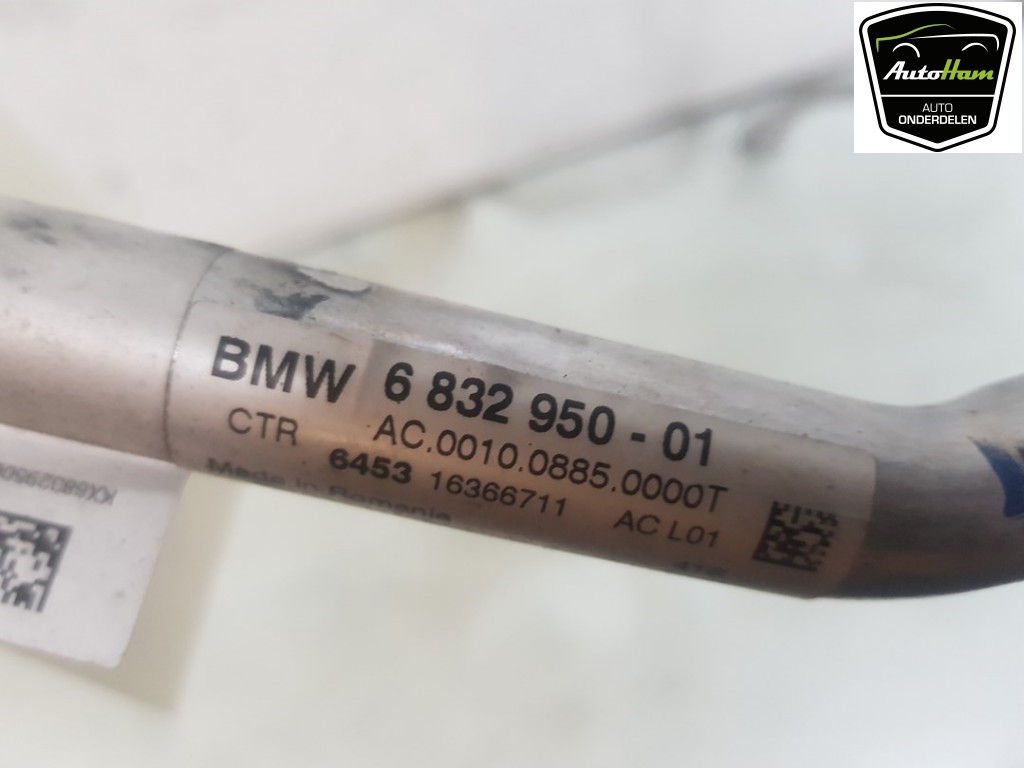 AutoHam
AUTO
ONDERDELEN
BMW 6 832 950 - 01
CTR AC.0010.0885.0000T
6453 16366711 AC L01
Made in Romania